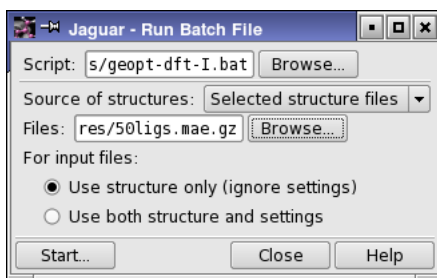 Jaguar - Run Batch File
Script: s/geopt-dft-I.bat Browse...
Source of structures: Selected structure files
Files: res/50ligs.mae.gz Browse...
For input files:
Use structure only (ignore settings)
Use both structure and settings
Start... Close Help